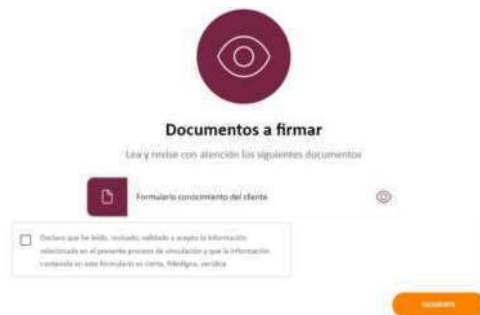 Documentos a firmar
Lea y revise con atención los siguientes documentos
Formulario conocimiento del cliente
Declaro que he leído, revisado, validado y acepto la información
relacionada en el presente proceso de vinculación y que la información
contenida en este formulario es cierta, fidedigna, verídica
SIGUIENTE